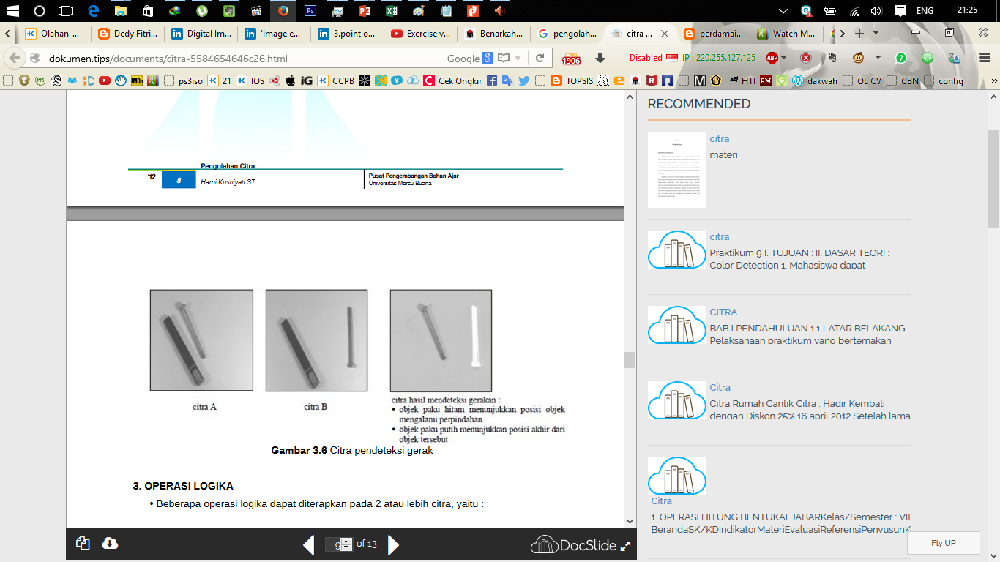 ENG
21:25
Olahan-...
Dedy Fitri...
Digital Im...
'image e...
3.point o...
Exercise v...
Benarkah...
pengolah...
citra ...
perdamai...
Watch M...
dokumen.tips/documents/citra-5584654646c26.html
Google
1906
Disabled
IP : 220.255.127.125
ABP
7
YTS
IMDb
ps3iso
21
IOS
iG
CCPB
Cek Ongkir
TOPSIS
HTI
PM
dakwah
OL CV
CBN
config
Pengolahan Citra
'12
8
Harni Kusniyati ST.
Pusat Pengembangan Bahan Ajar
Universitas Mercu Buana
citra A
citra B
citra hasil mendeteksi gerakan :
▪ objek paku hitam menunjukkan posisi objek
mengalami perpindahan
▪ objek paku putih menunjukkan posisi akhir dari
objek tersebut
Gambar 3.6 Citra pendeteksi gerak
3. OPERASI LOGIKA
• Beberapa operasi logika dapat diterapkan pada 2 atau lebih citra, yaitu :
9
of 13
DocSlide
RECOMMENDED
citra
materi
citra
Praktikum 9 I. TUJUAN : II. DASAR TEORI :
Color Detection 1. Mahasiswa dapat
CITRA
BAB I PENDAHULUAN 1.1 LATAR BELAKANG
Pelaksanaan praktikum yang bertemakan
Citra
Citra Rumah Cantik Citra : Hadir Kembali
dengan Diskon 25% 16 april 2012 Setelah lama
Citra
1. OPERASI HITUNG BENTUKALJABARKelas/Semester : VII.
BerandaSK/KDIndikatorMateriEvaluasiReferensiPenyusunK
Fly UP